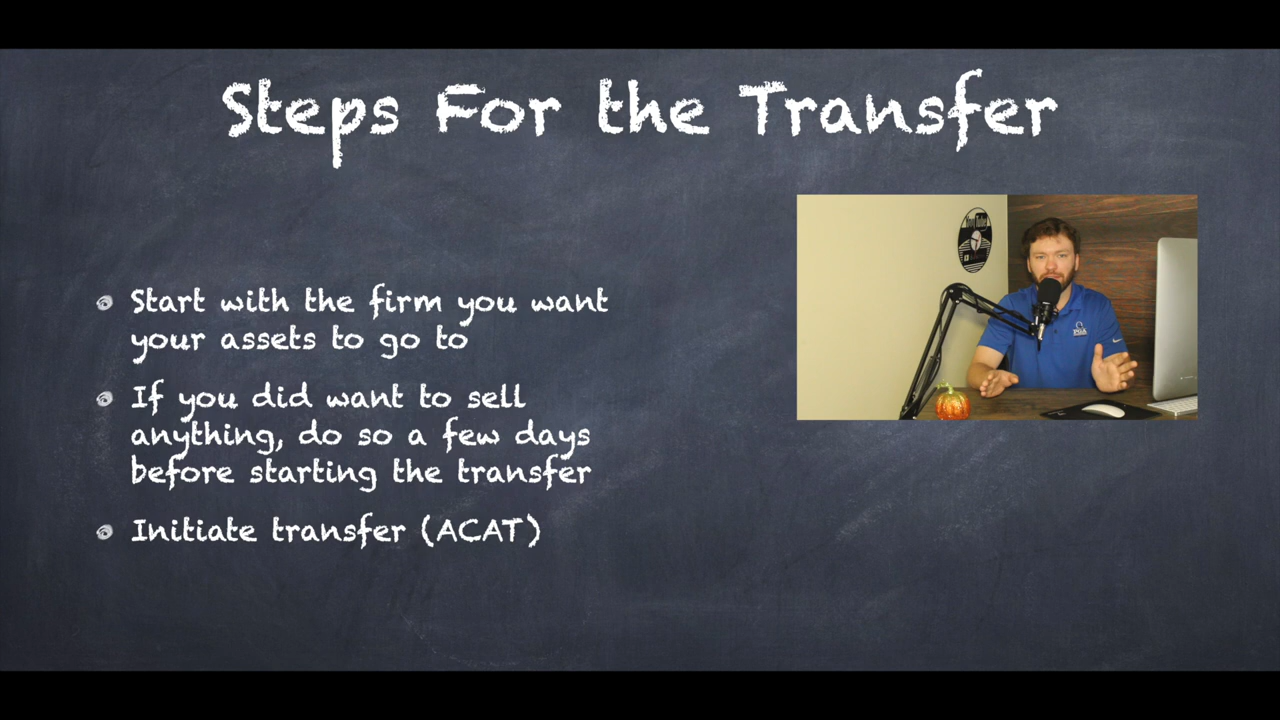 Steps For the Transfer
Start with the firm you want
your assets to go to
If you did want to sell
anything, do so a few days
before starting the transfer
Initiate transfer (ACAT)